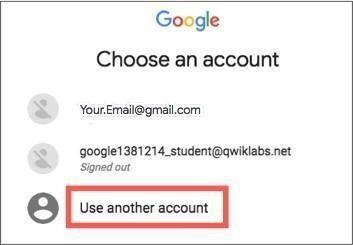 Google
Choose an account
Your.Email@gmail.com
google1381214_student@qwiklabs.net
Signed out
Use another account